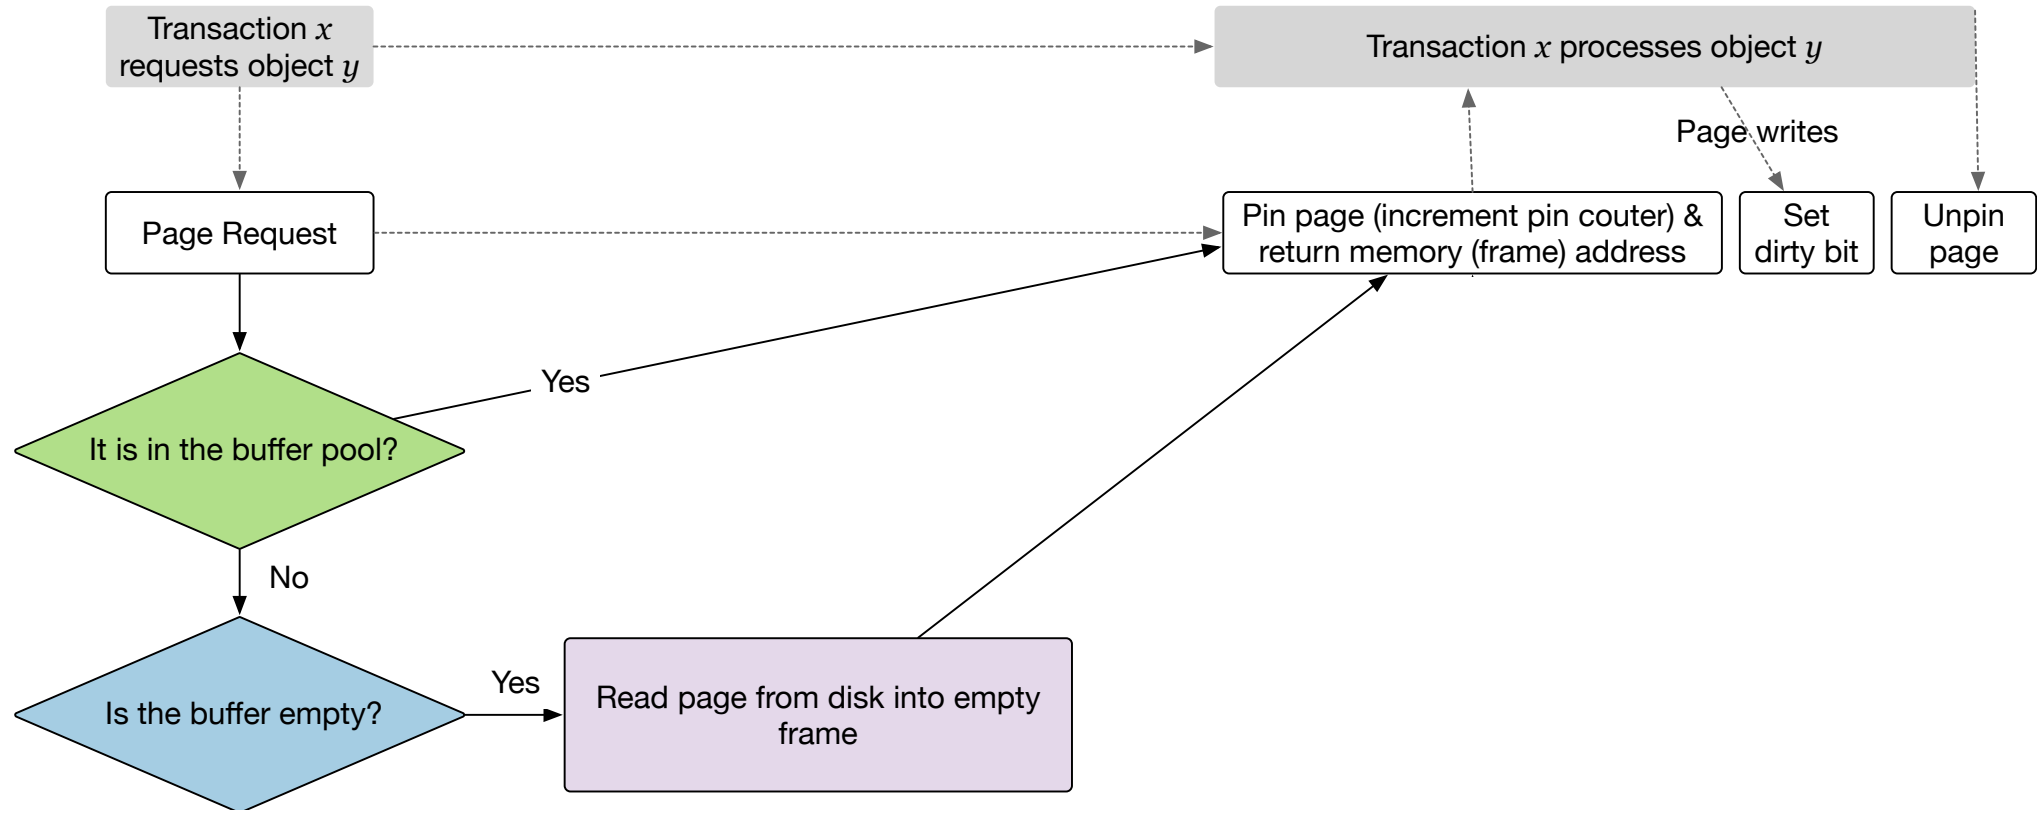 Transaction x
requests object y
Transaction x processes object y
Page writes
Page Request
Pin page (increment pin couter) &
return memory (frame) address
Set
dirty bit
Unpin
page
Yes
It is in the buffer pool?
No
Is the buffer empty?
Yes
Read page from disk into empty
frame